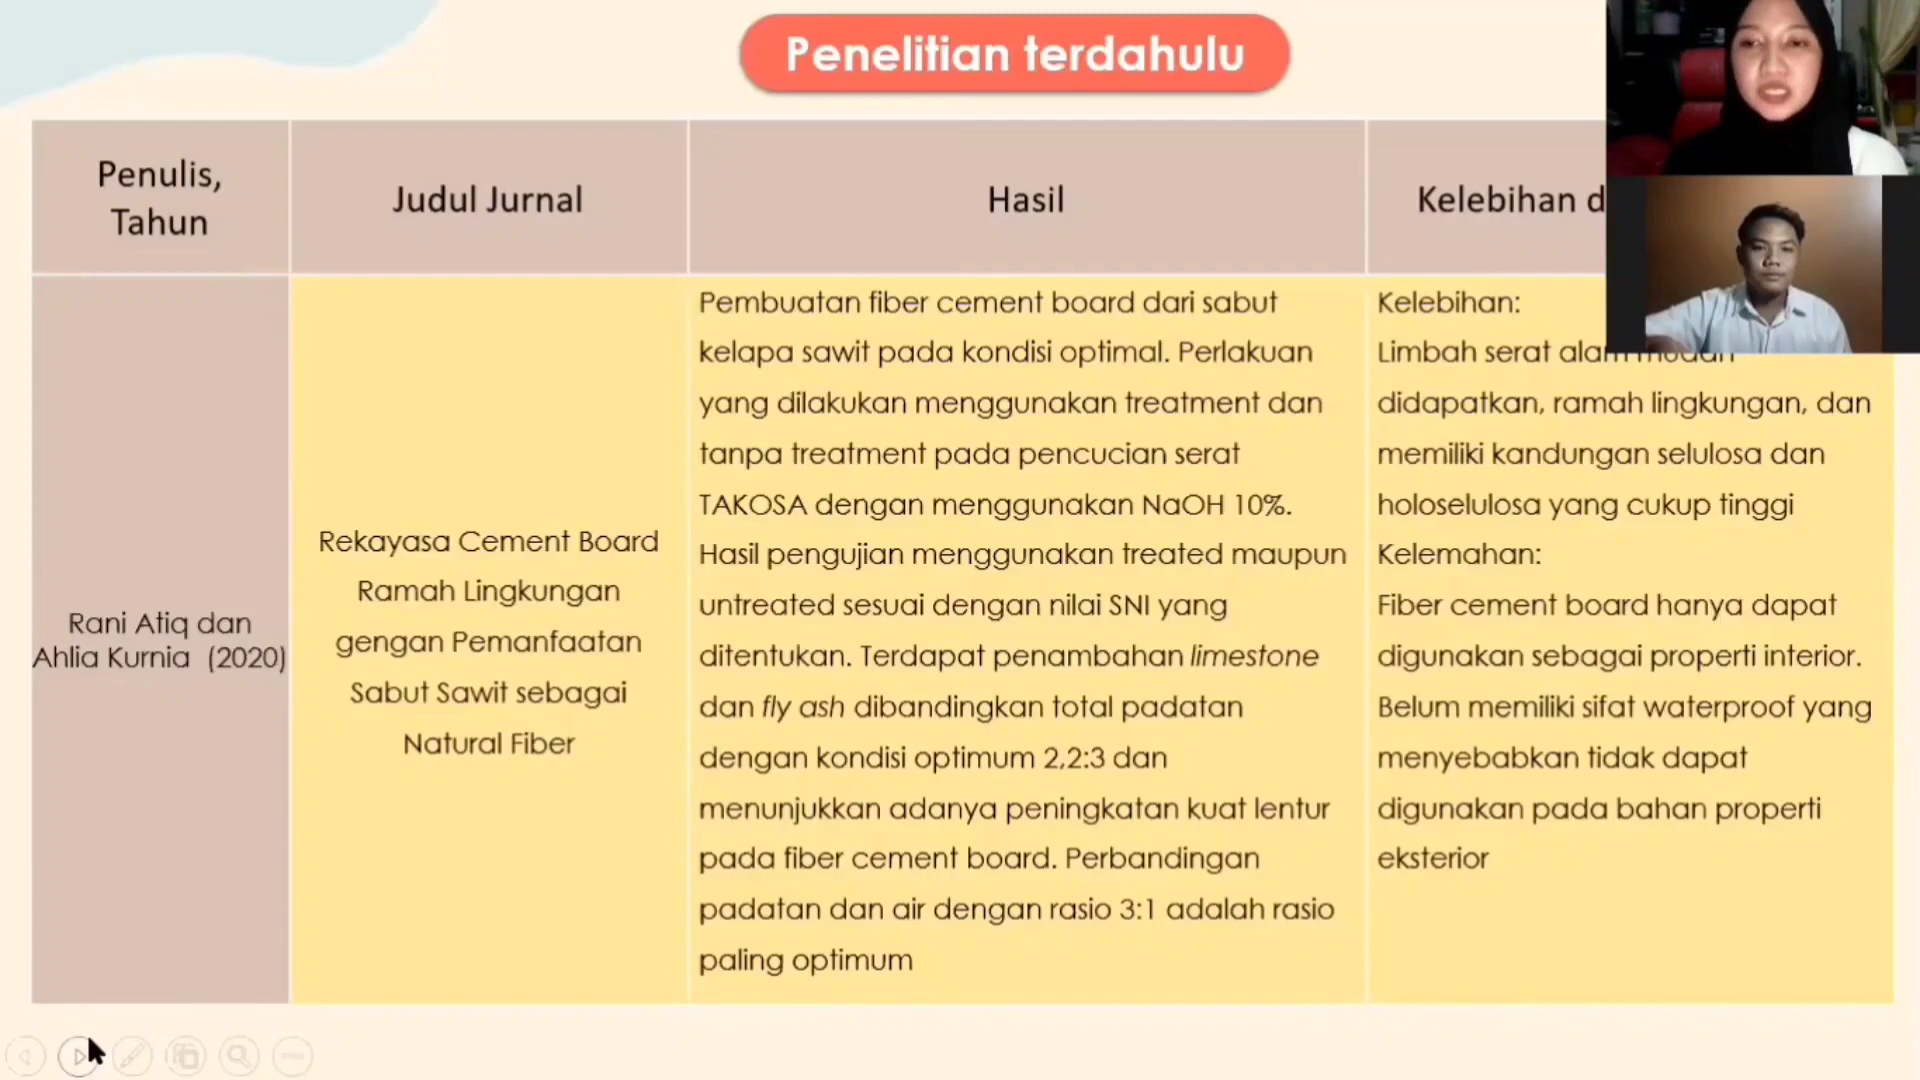 Penelitian terdahulu
Penulis,
Tahun
Judul Jurnal
Hasil
Kelebihan d
Rani Atiq dan
Ahlia Kurnia (2020)
Rekayasa Cement Board
Ramah Lingkungan
gengan Pemanfaatan
Sabut Sawit sebagai
Natural Fiber
Pembuatan fiber cement board dari sabut
kelapa sawit pada kondisi optimal. Perlakuan
yang dilakukan menggunakan treatment dan
tanpa treatment pada pencucian serat
TAKOSA dengan menggunakan NaOH 10%.
Hasil pengujian menggunakan treated maupun
untreated sesuai dengan nilai SNI yang
ditentukan. Terdapat penambahan limestone
dan fly ash dibandingkan total padatan
dengan kondisi optimum 2,2:3 dan
menunjukkan adanya peningkatan kuat lentur
pada fiber cement board. Perbandingan
padatan dan air dengan rasio 3:1 adalah rasio
paling optimum
Kelebihan:
Limbah serat alam mudah
didapatkan, ramah lingkungan, dan
memiliki kandungan selulosa dan
holoselulosa yang cukup tinggi
Kelemahan:
Fiber cement board hanya dapat
digunakan sebagai properti interior.
Belum memiliki sifat waterproof yang
menyebabkan tidak dapat
digunakan pada bahan properti
eksterior